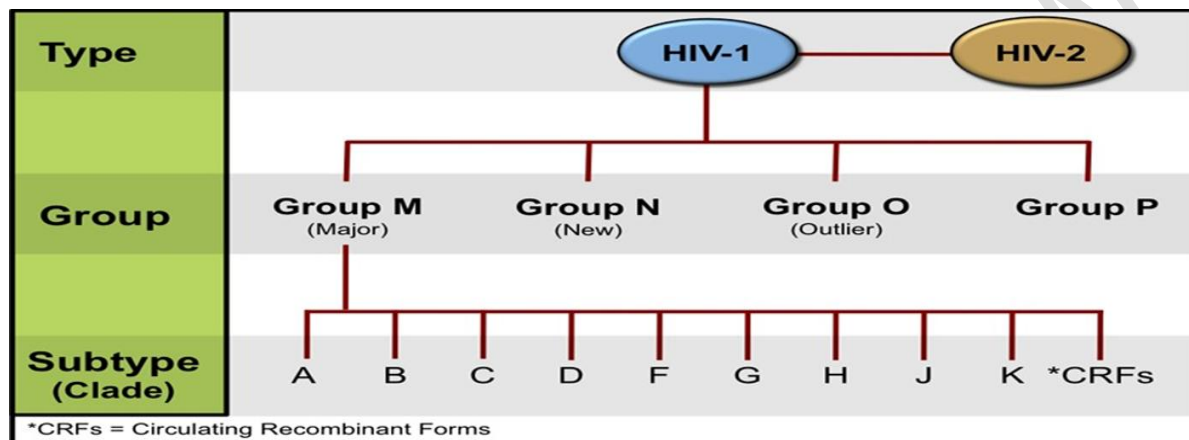 Type
HIV-1
HIV-2
Group
Group M
(Major)
Group N
(New)
Group O
(Outlier)
Group P
Subtype
(Clade)
A B C D F G H J K *CRFs
*CRFs = Circulating Recombinant Forms